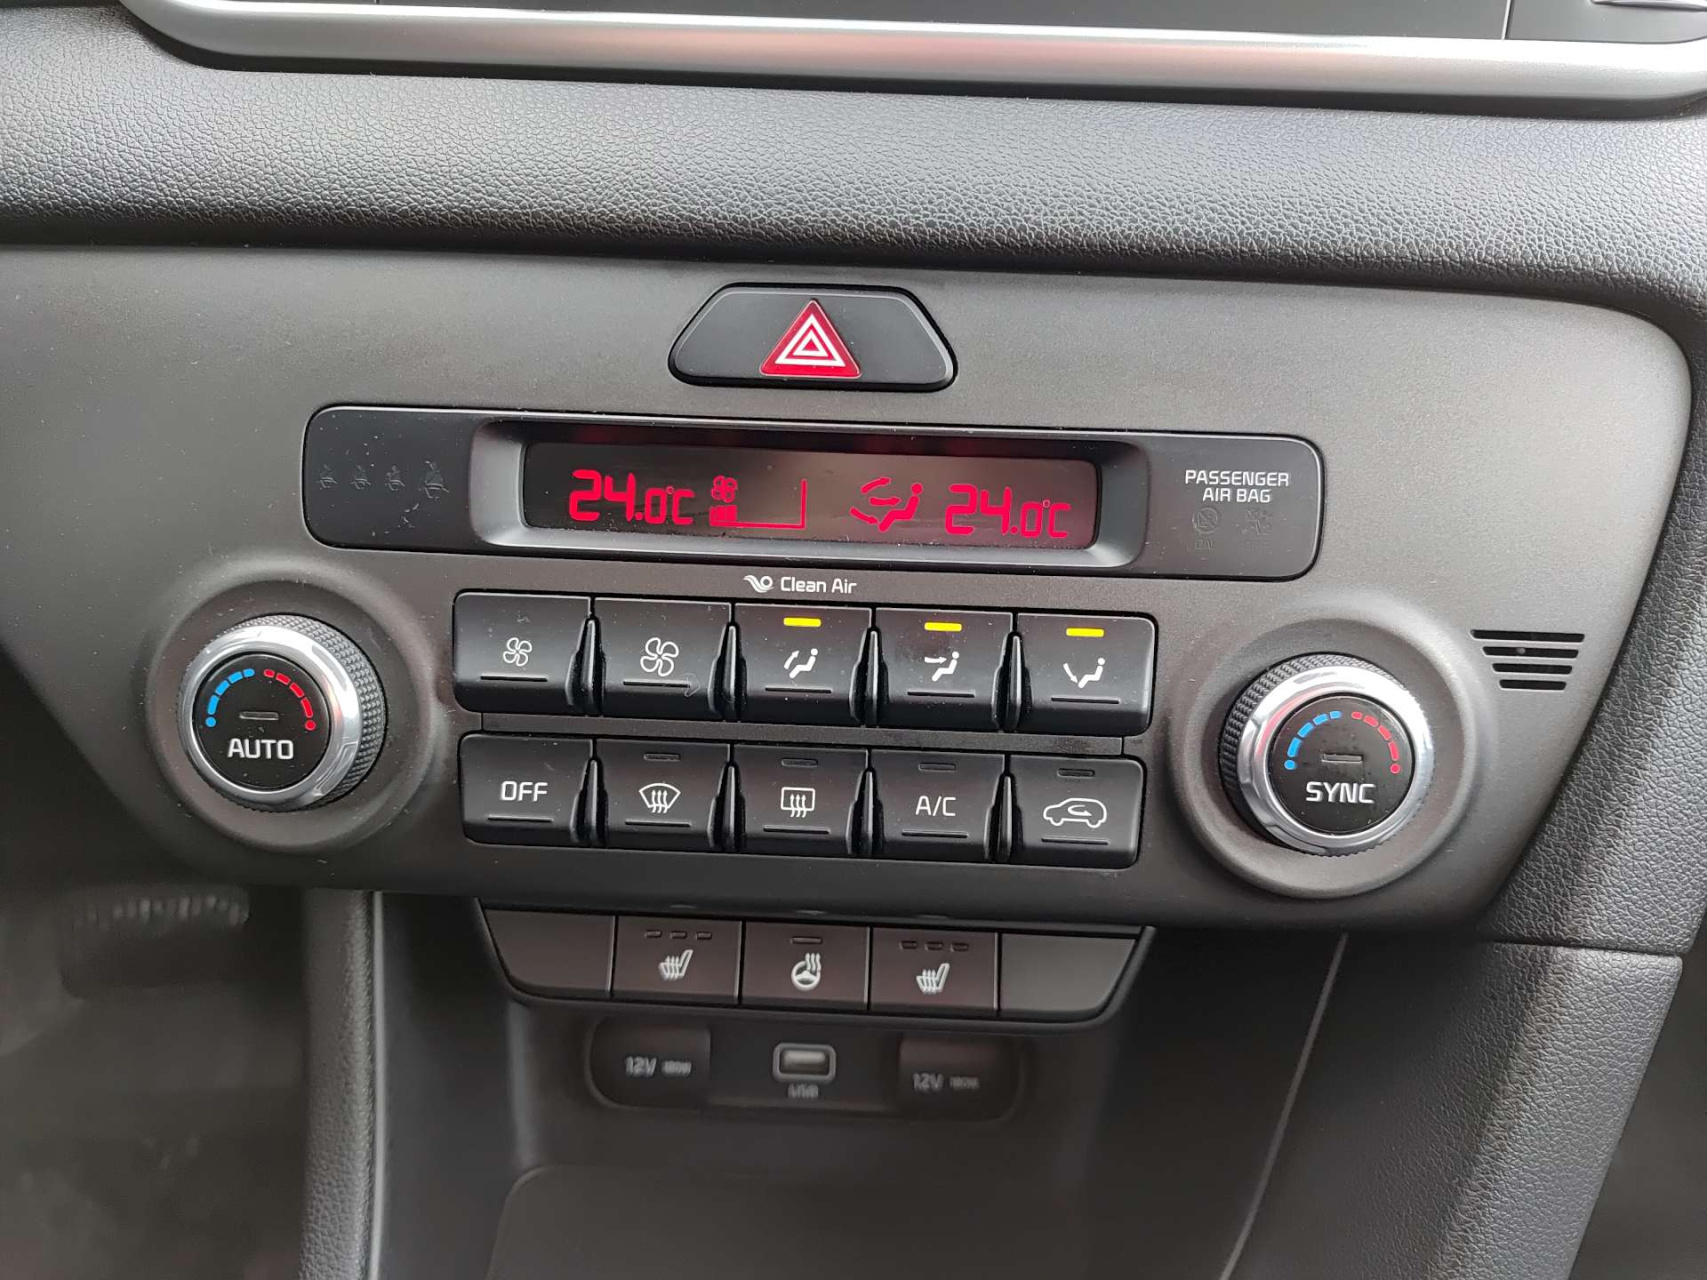 24.0°C
24.0°C
PASSENGER
AIR BAG
Clean Air
AUTO
OFF
A/C
SYNC
12V
USB
12V